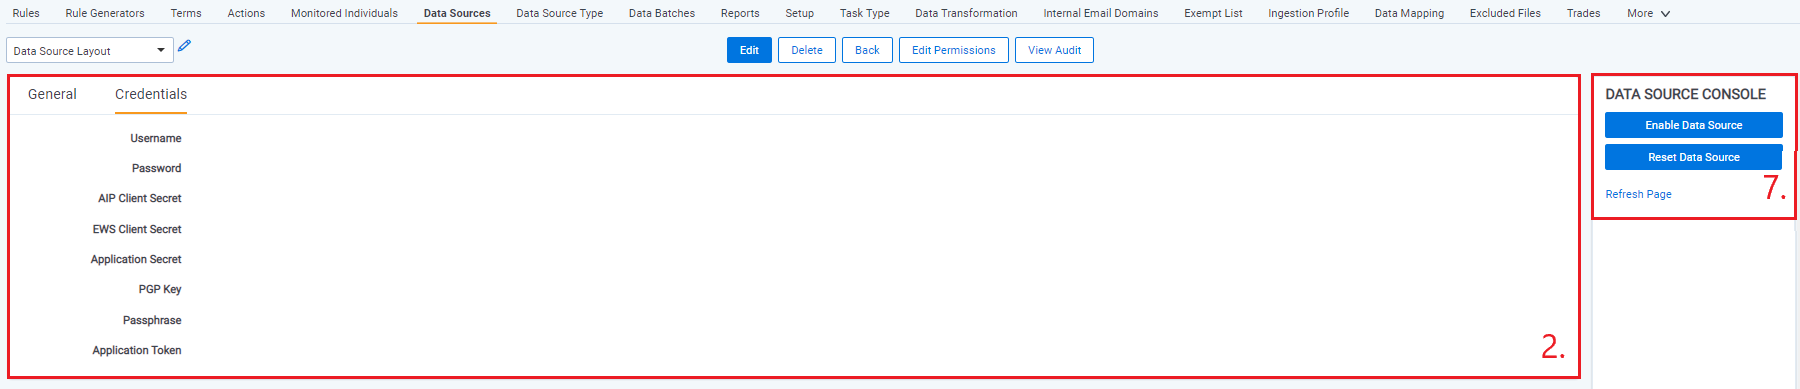 Rules Rule Generators Terms Actions Monitored Individuals Data Sources Data Source Type Data Batches Reports Setup Task Type Data Transformation Internal Email Domains Exempt List Ingestion Profile Data Mapping Excluded Files Trades More
Data Source Layout Edit Delete Back Edit Permissions View Audit
General Credentials
Username
Password
AIP Client Secret
EWS Client Secret
Application Secret
PGP Key
Passphrase
Application Token
2.
DATA SOURCE CONSOLE
Enable Data Source
Reset Data Source
Refresh Page
7.